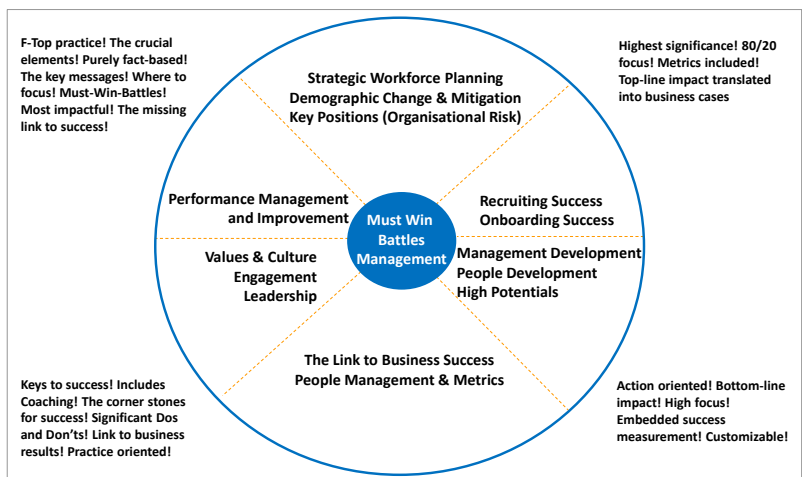 F-Top practice! The crucial
elements! Purely fact-based!
The key messages! Where to
focus! Must-Win-Battles!
Most impactful! The missing
link to success!
Highest significance! 80/20
focus! Metrics included!
Top-line impact translated
into business cases
Strategic Workforce Planning
Demographic Change & Mitigation
Key Positions (Organisational Risk)
Performance Management
and Improvement
Recruiting Success
Onboarding Success
Must Win
Battles
Management
Values & Culture
Engagement
Leadership
Management Development
People Development
High Potentials
The Link to Business Success
People Management & Metrics
Keys to success! Includes
Coaching! The corner stones
for success! Significant Dos
and Don'ts! Link to business
results! Practice oriented!
Action oriented! Bottom-line
impact! High focus!
Embedded success
measurement! Customizable!